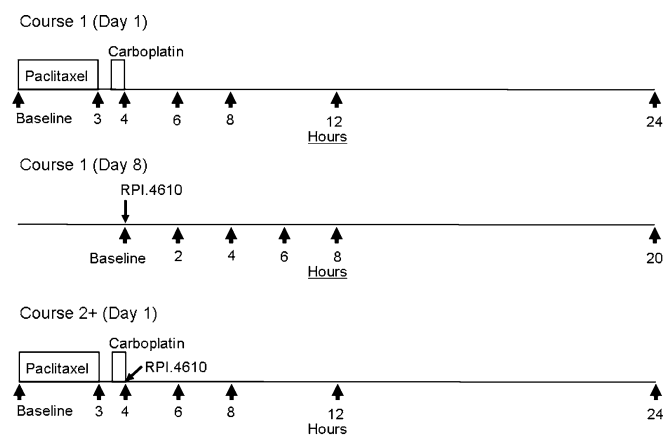 Course 1 (Day 1)
Carboplatin
Paclitaxel
Baseline 3 4 6 8 12 24
Hours
Course 1 (Day 8)
RPI.4610
Baseline 2 4 6 8 20
Hours
Course 2+ (Day 1)
Carboplatin
Paclitaxel RPI.4610
Baseline 3 4 6 8 12 24
Hours